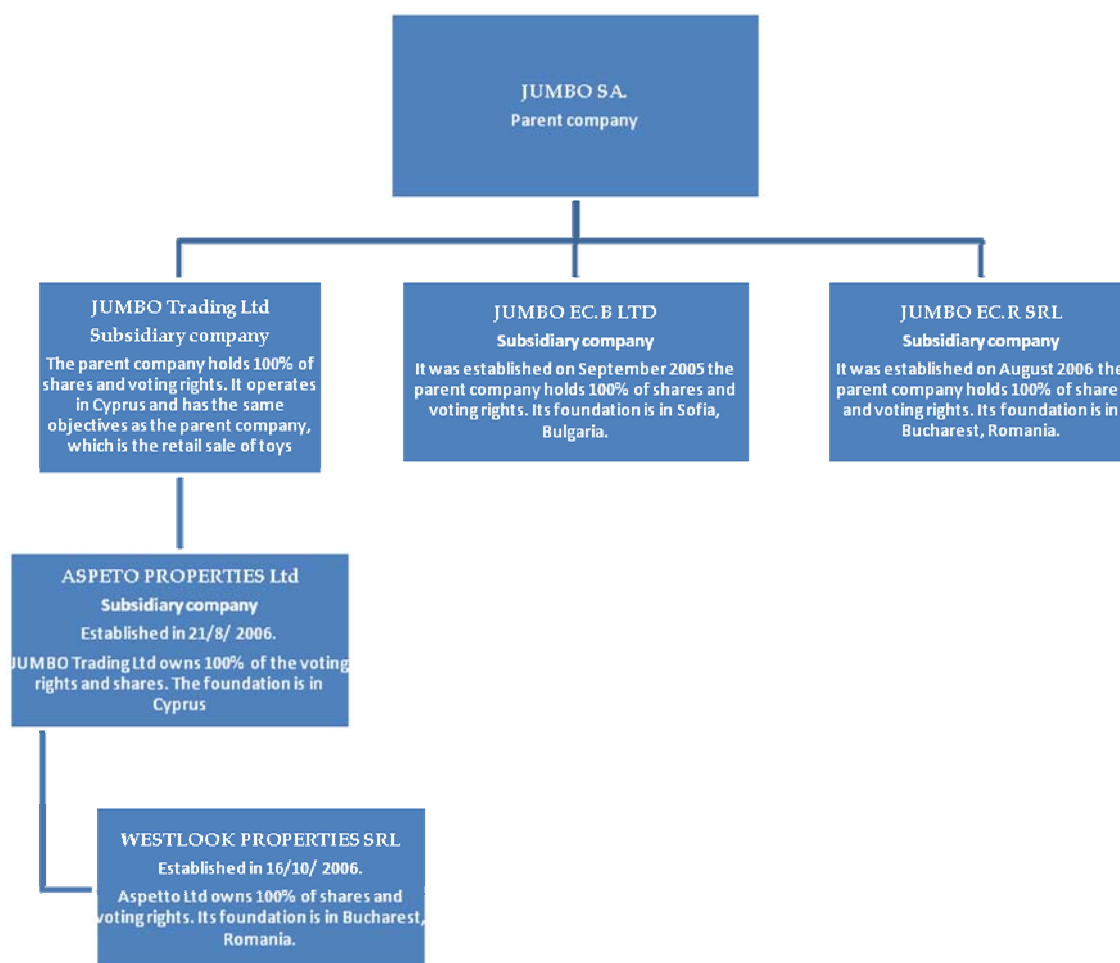 JUMBO SA.
Parent company
JUMBO Trading Ltd
Subsidiary company
The parent company holds 100% of
shares and voting rights. It operates
in Cyprus and has the same
objectives as the parent company,
which is the retail sale of toys
JUMBO EC.B LTD
Subsidiary company
It was established on September 2005 the
parent company holds 100% of shares and
voting rights. Its foundation is in Sofia,
Bulgaria.
JUMBO EC.R SRL
Subsidiary company
It was established on August 2006 the
parent company holds 100% of share
and voting rights. Its foundation is in
Bucharest, Romania.
ASPETO PROPERTIES Ltd
Subsidiary company
Established in 21/8/ 2006.
JUMBO Trading Ltd owns 100% of the voting
rights and shares. The foundation is in
Cyprus
WESTLOOK PROPERTIES SRL
Established in 16/10/ 2006.
Aspetto Ltd owns 100% of shares and
voting rights. Its foundation is in Bucharest,
Romania.